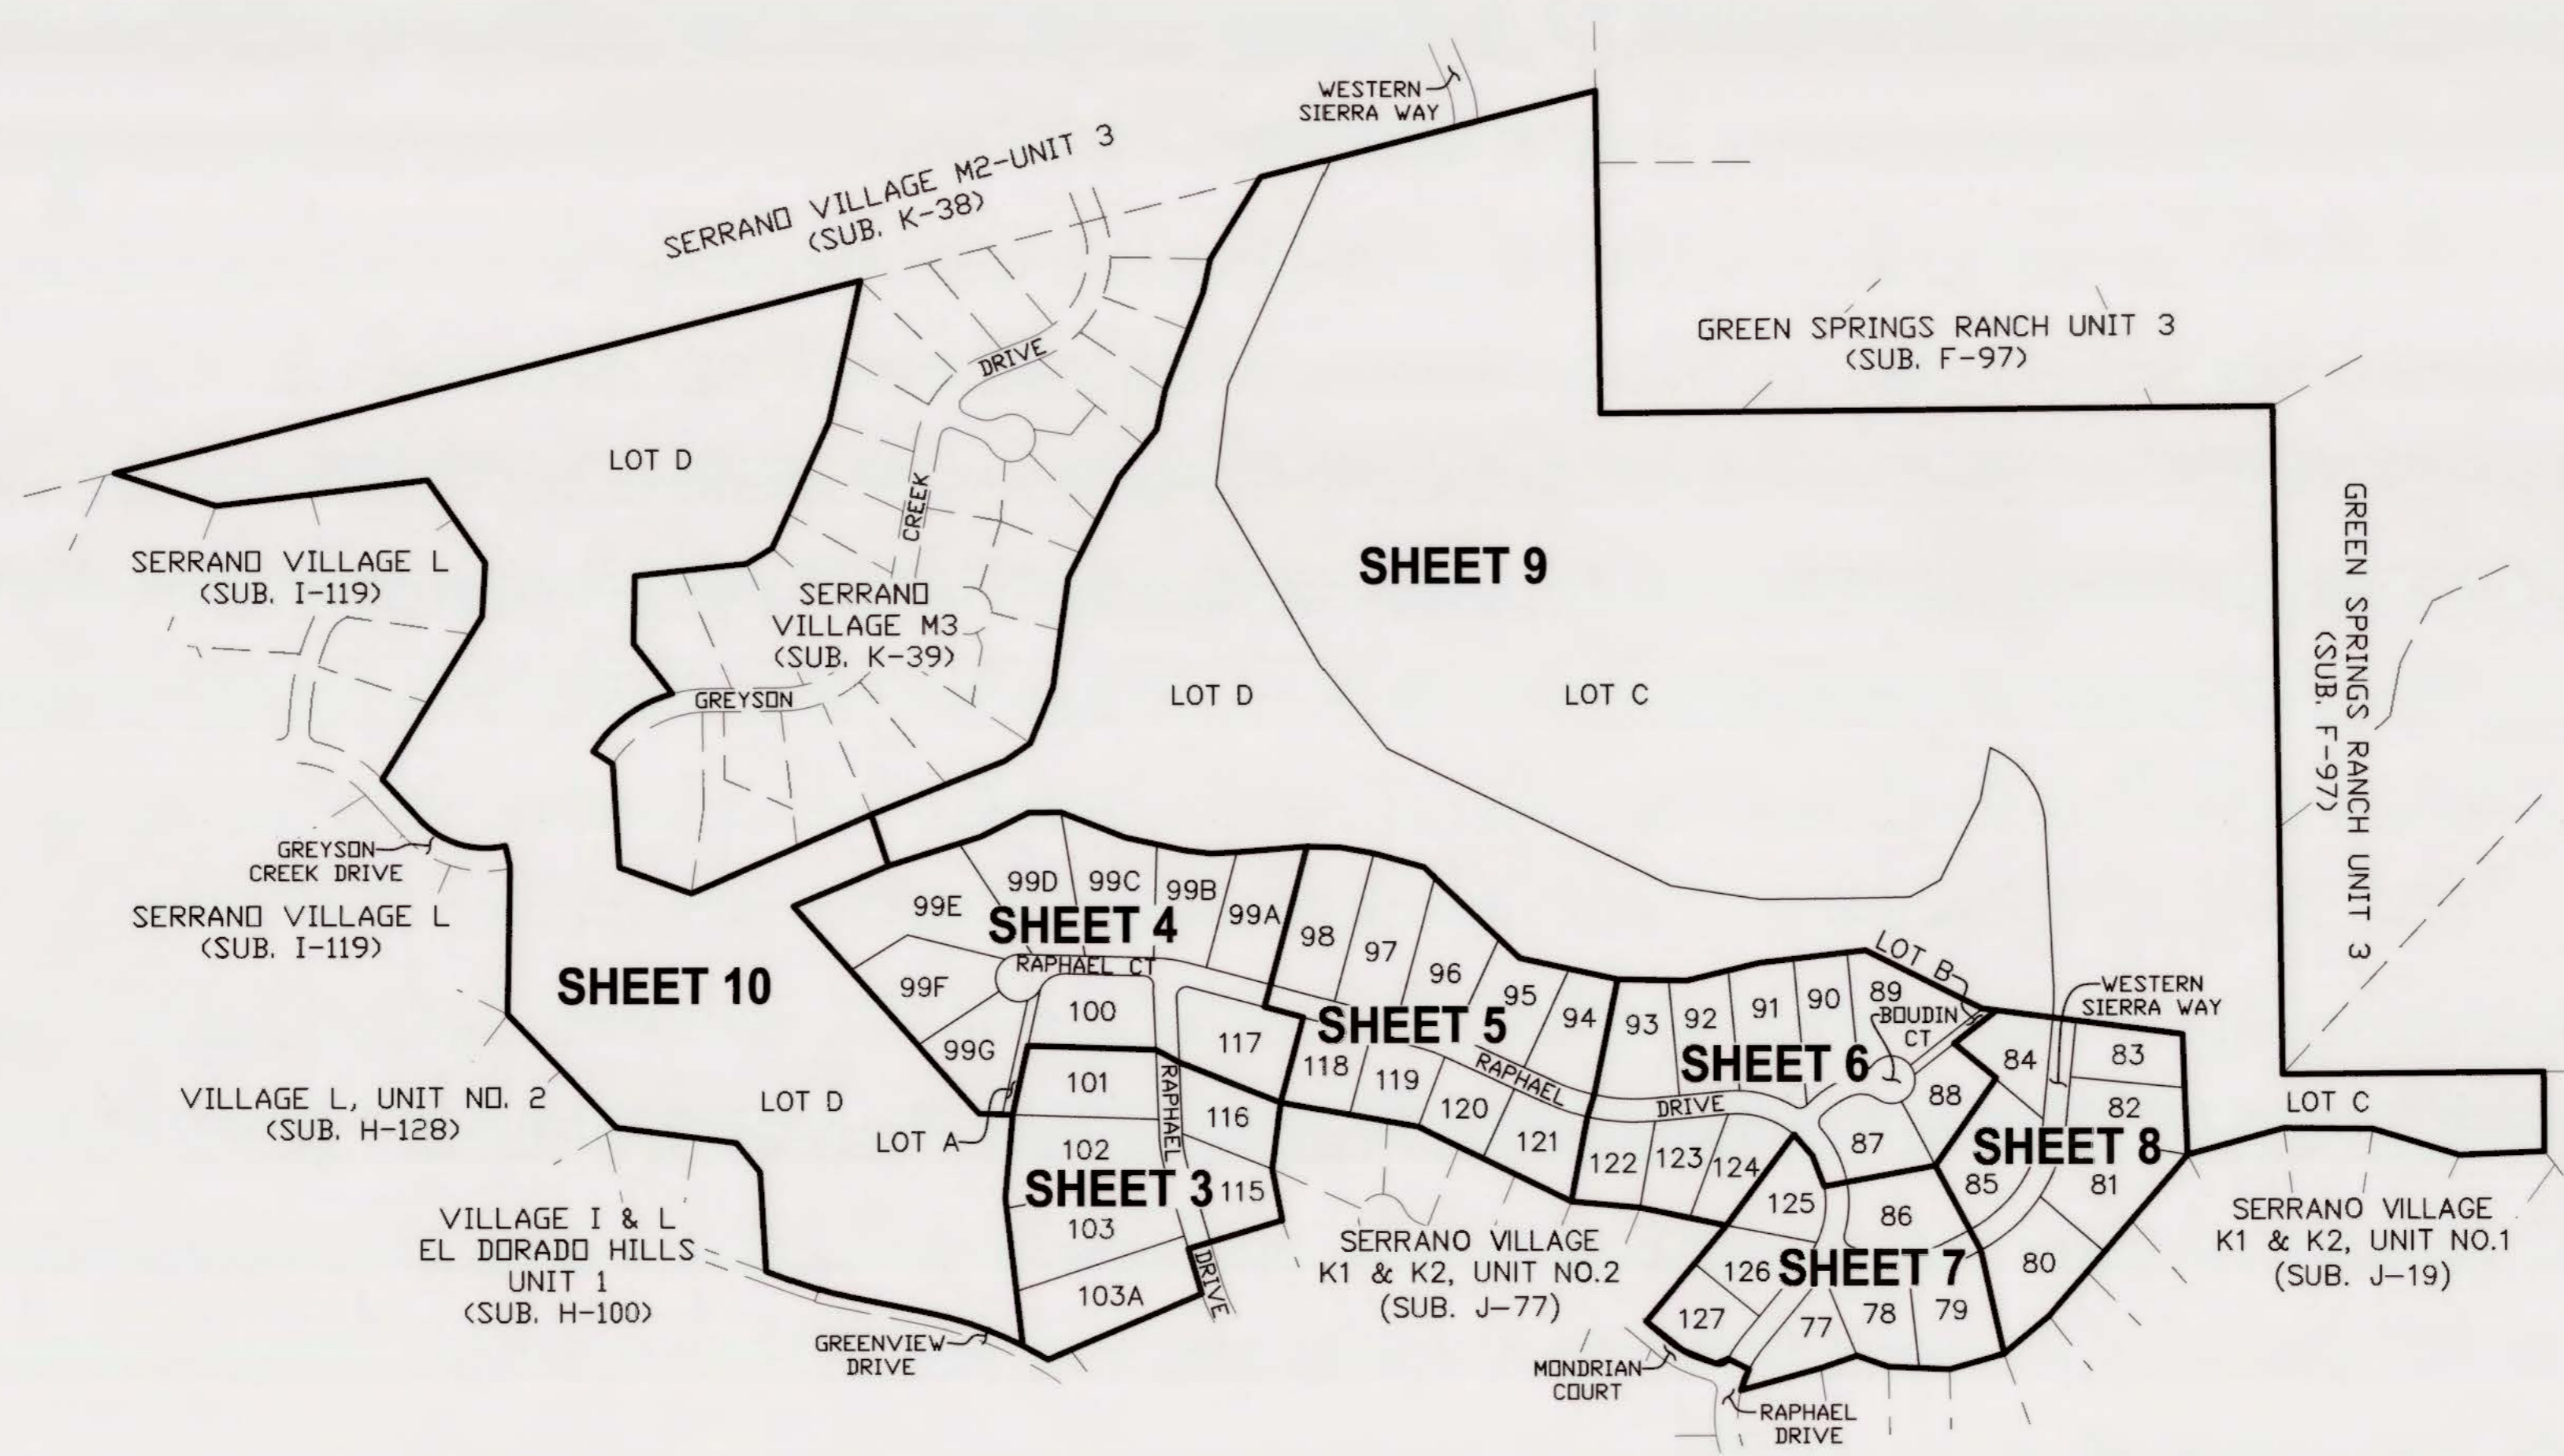 WESTERN
SIERRA WAY
SERRANO VILLAGE M2-UNIT 3
(SUB. K-38)
GREEN SPRINGS RANCH UNIT 3
(SUB. F-97)
DRIVE
CREEK
LOT D
SERRANO VILLAGE L
(SUB. I-119)
SERRANO
VILLAGE M3
(SUB. K-39)
GREYSON
SHEET 9
LOT D
LOT C
GREEN SPRINGS RANCH UNIT 3
(SUB. F-97)
GREYSON
CREEK DRIVE
SERRANO VILLAGE L
(SUB. I-119)
SHEET 10
LOT D
VILLAGE L, UNIT NO. 2
(SUB. H-128)
VILLAGE I & L
EL DORADO HILLS
UNIT 1
(SUB. H-100)
GREENVIEW
DRIVE
LOT A
99E
99D
99C
99B
99A
SHEET 4
RAPHAEL CT
99F
99G
100
117
101
RAPHAEL
116
102
SHEET 3
115
103
103A
DRIVE
98
97
96
95
94
SHEET 5
118
119
120
121
RAPHAEL
SERRANO VILLAGE
K1 & K2, UNIT NO.2
(SUB. J-77)
93
92
91
90
89
LOT B
BOUDIN
CT
SHEET 6
DRIVE
88
87
122
123
124
WESTERN
SIERRA WAY
84
83
82
SHEET 8
85
81
80
125
86
126
SHEET 7
127
77
78
79
MONDRIAN
COURT
RAPHAEL
DRIVE
LOT C
SERRANO VILLAGE
K1 & K2, UNIT NO.1
(SUB. J-19)